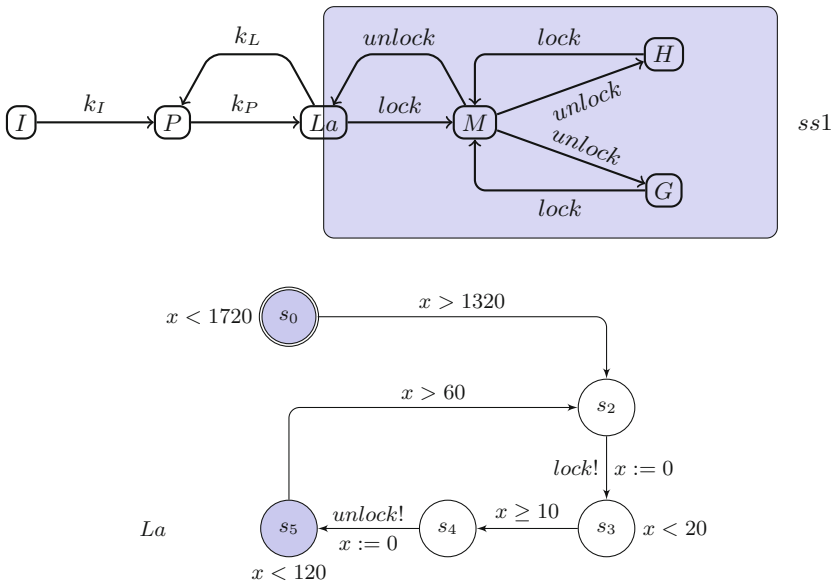 k_L unlock lock H
k_I k_P lock unlock
I P La M ss1
unlock
G
lock
x < 1720 s_0 x > 1320
x > 60 s_2
lock! x := 0
La s_5 unlock! x := 0 s_4 x ≥ 10 s_3 x < 20
x < 120